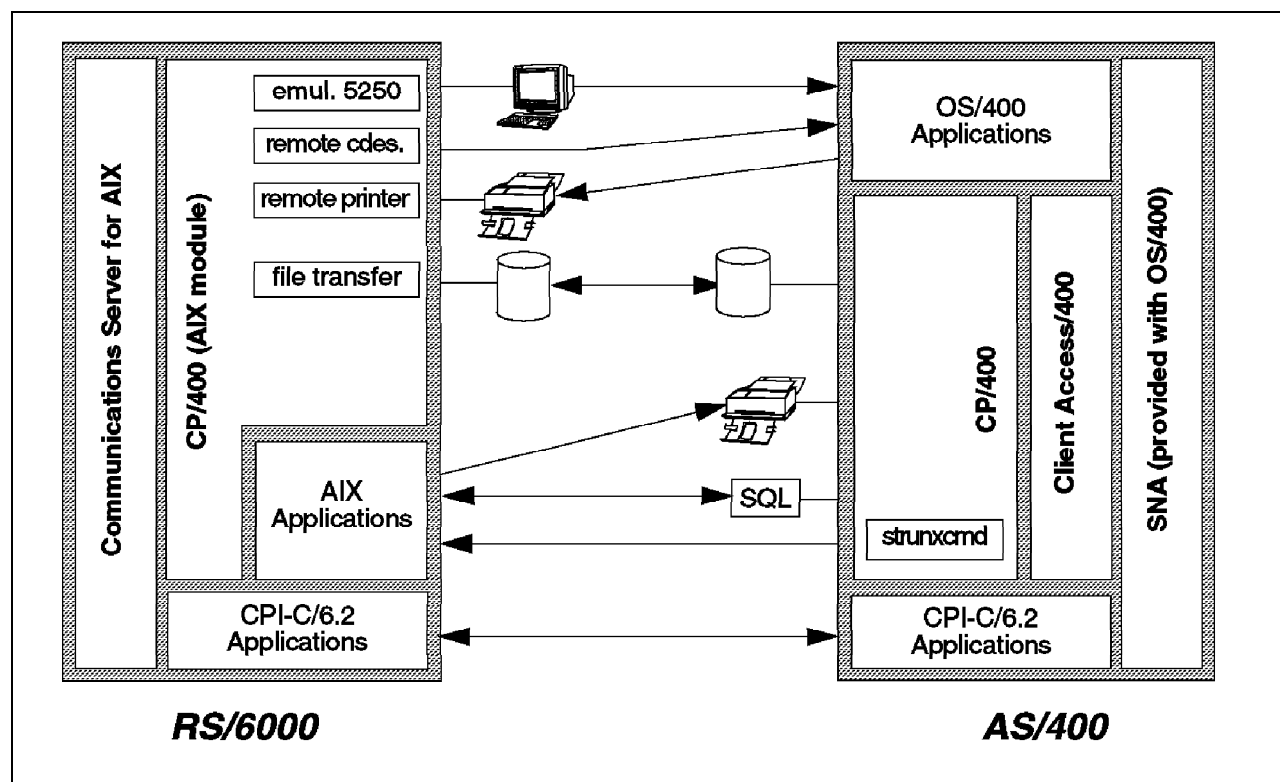 Communications Server for AIX
CP/400 (AIX module)
emul. 5250
remote cdes.
remote printer
file transfer
AIX
Applications
CPI-C/6.2
Applications
RS/6000
SQL
OS/400
Applications
CP/400
strunxcmd
Client Access/400
SNA (provided with OS/400)
CPI-C/6.2
Applications
AS/400